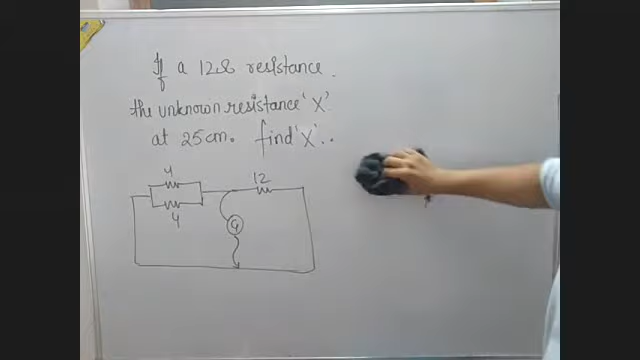 If a 12Ω resistance
the unknown resistance 'X'
at 25cm. find 'X'..
4
4
12
G